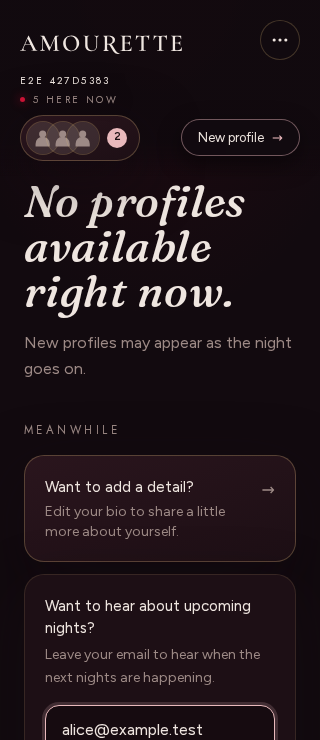 AMOURETTE
E2E 427D5383
5 HERE NOW
2
New profile →
No profiles
available
right now.
New profiles may appear as the night
goes on.
MEANWHILE
Want to add a detail? →
Edit your bio to share a little
more about yourself.
Want to hear about upcoming
nights?
Leave your email to hear when the
next nights are happening.
alice@example.test